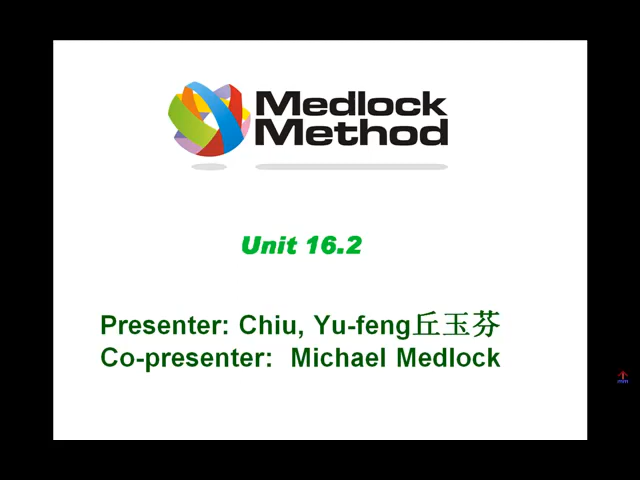 Medlock
Method
Unit 16.2
Presenter: Chiu, Yu-feng丘玉芬
Co-presenter: Michael Medlock